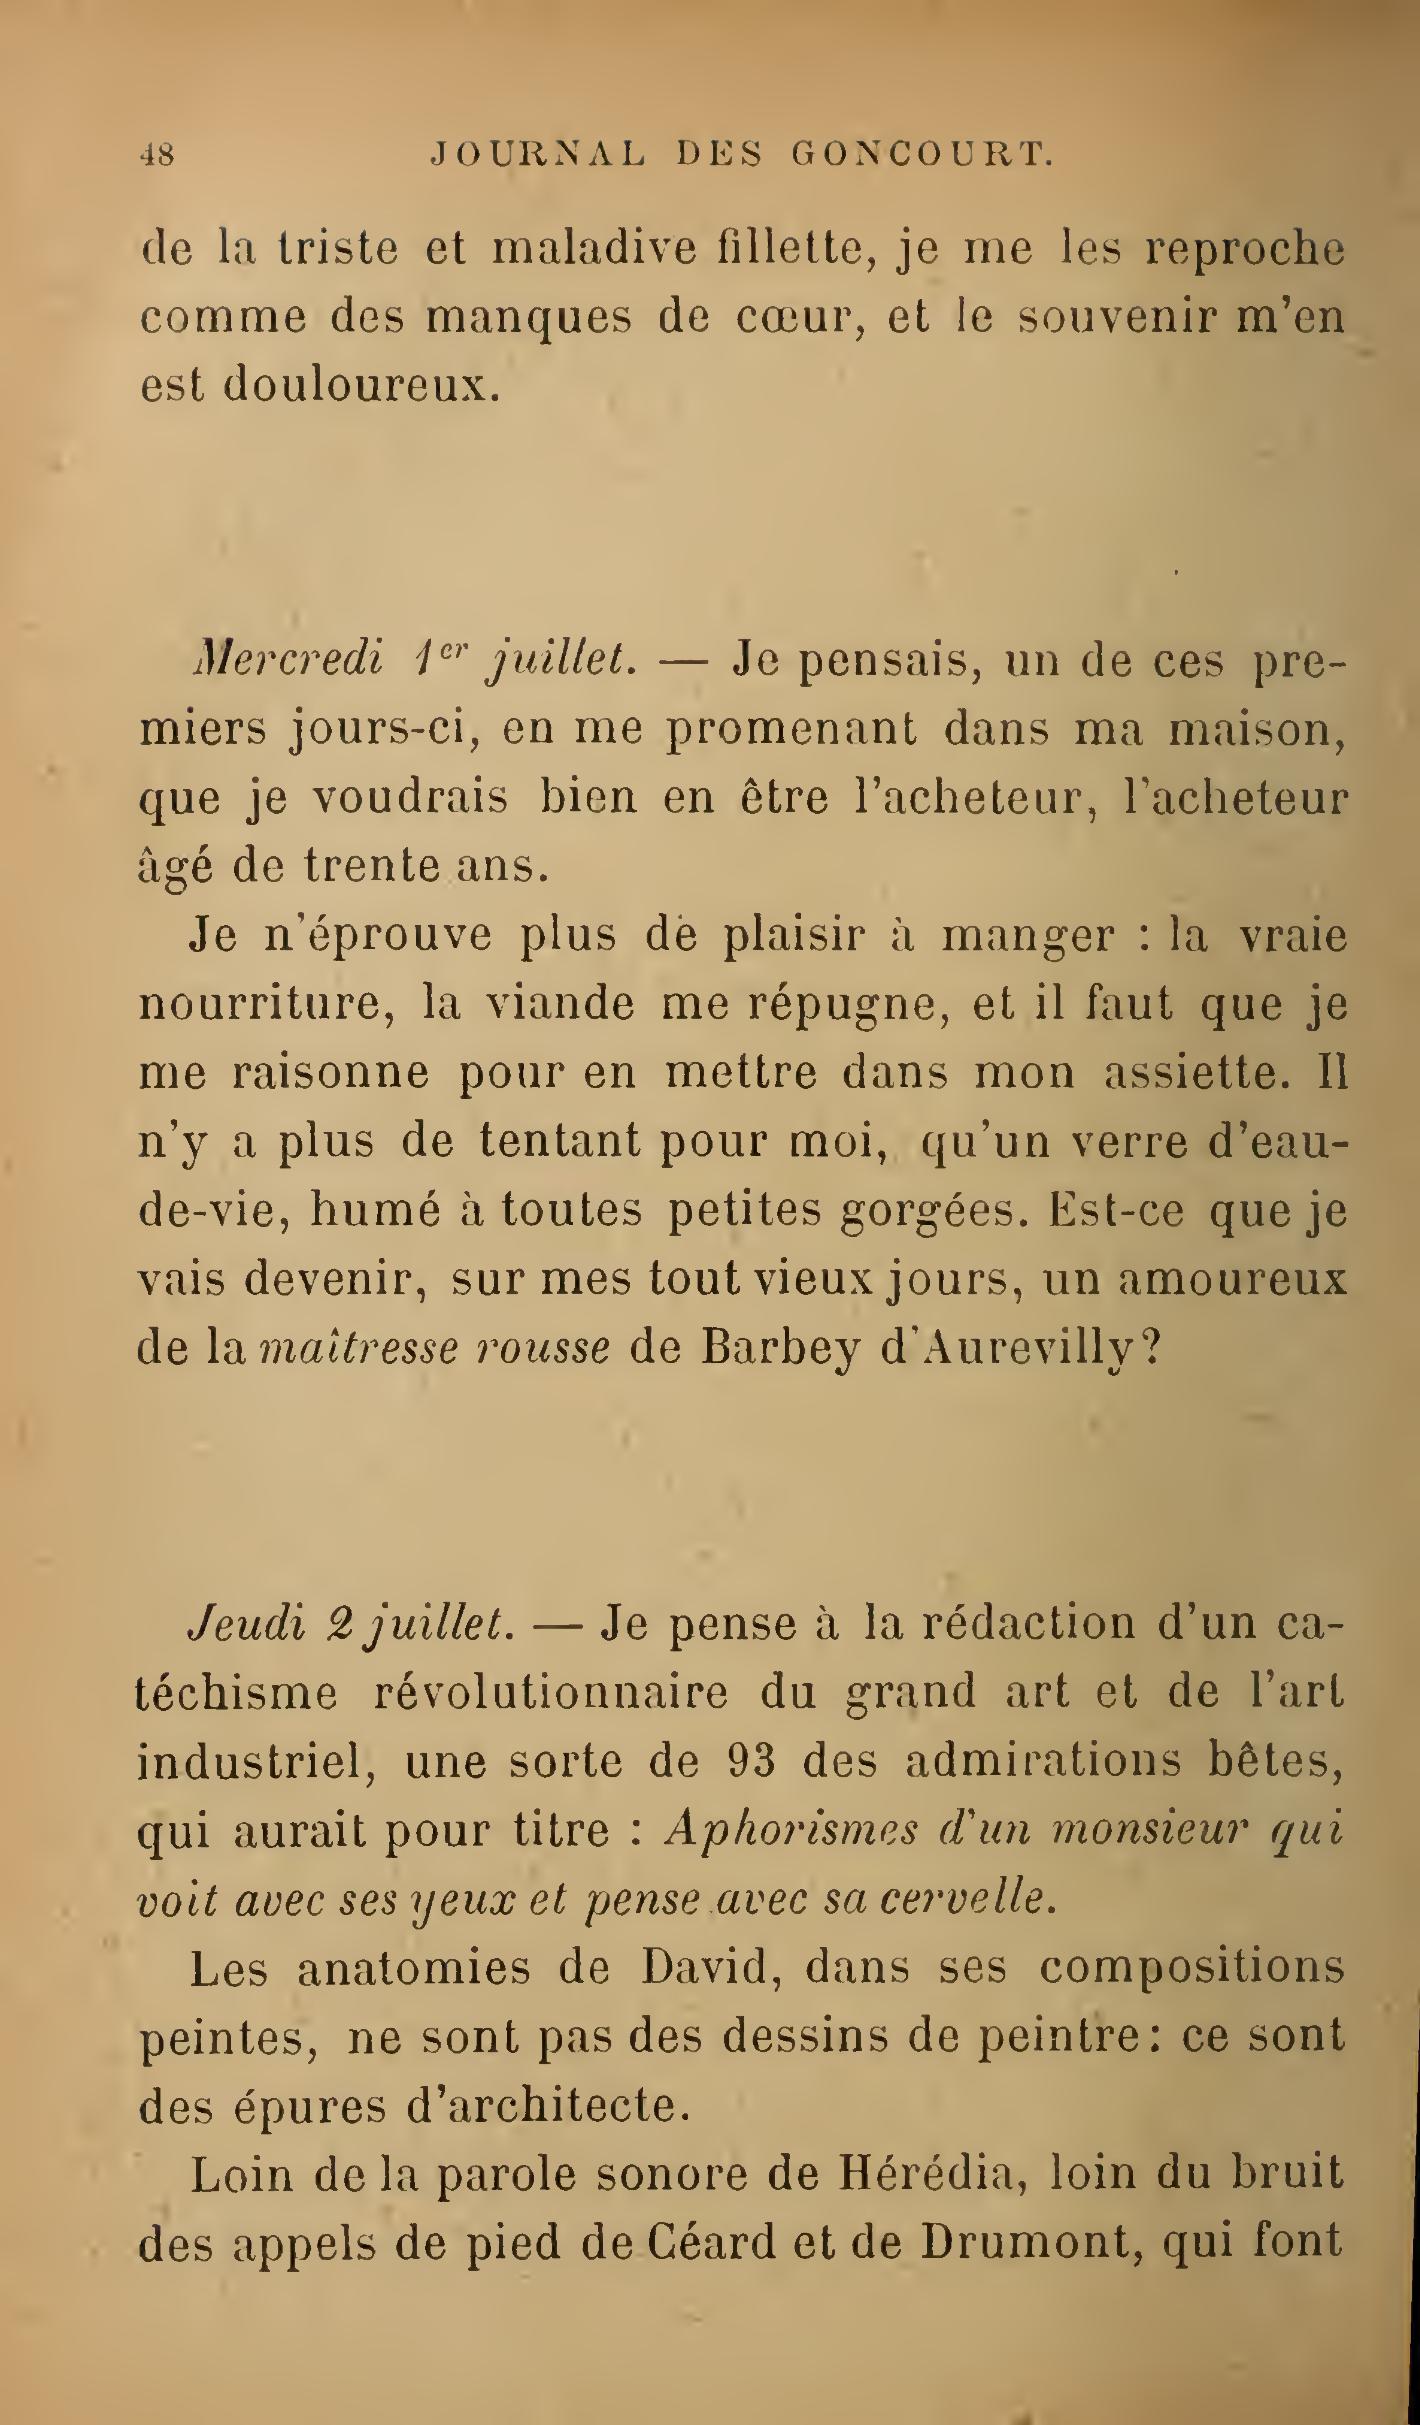 48 JOURNAL DES GONCOURT.
de la triste et maladive fillette, je me les reproche
comme des manques de cœur, et le souvenir m'en
est douloureux.
Mercredi 1er juillet. — Je pensais, un de ces pre-
miers jours-ci, en me promenant dans ma maison,
que je voudrais bien en être l'acheteur, l'acheteur
âgé de trente ans.
Je n'éprouve plus de plaisir à manger : la vraie
nourriture, la viande me répugne, et il faut que je
me raisonne pour en mettre dans mon assiette. Il
n'y a plus de tentant pour moi, qu'un verre d'eau-
de-vie, humé à toutes petites gorgées. Est-ce que je
vais devenir, sur mes tout vieux jours, un amoureux
de la maîtresse rousse de Barbey d'Aurevilly?
Jeudi 2 juillet. — Je pense à la rédaction d'un ca-
téchisme révolutionnaire du grand art et de l'art
industriel, une sorte de 93 des admirations bêtes,
qui aurait pour titre : Aphorismes d'un monsieur qui
voit avec ses yeux et pense avec sa cervelle.
Les anatomies de David, dans ses compositions
peintes, ne sont pas des dessins de peintre: ce sont
des épures d'architecte.
Loin de la parole sonore de Hérédia, loin du bruit
des appels de pied de Céard et de Drumont, qui font